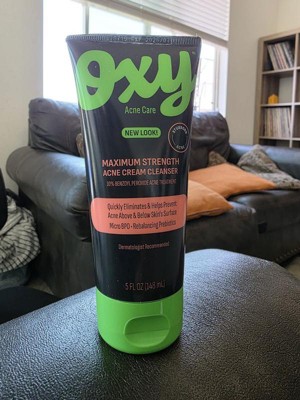 oxy
Acne Care
NEW LOOK!
MAXIMUM STRENGTH
ACNE CREAM CLEANSER
10% BENZOYL PEROXIDE ACNE TREATMENT
Quickly Eliminates & Helps Prevent
Acne Above & Below Skin's Surface
Micro BPO • Rebalancing Prebiotics
Dermatologist Recommended
5 FL OZ (148 mL)